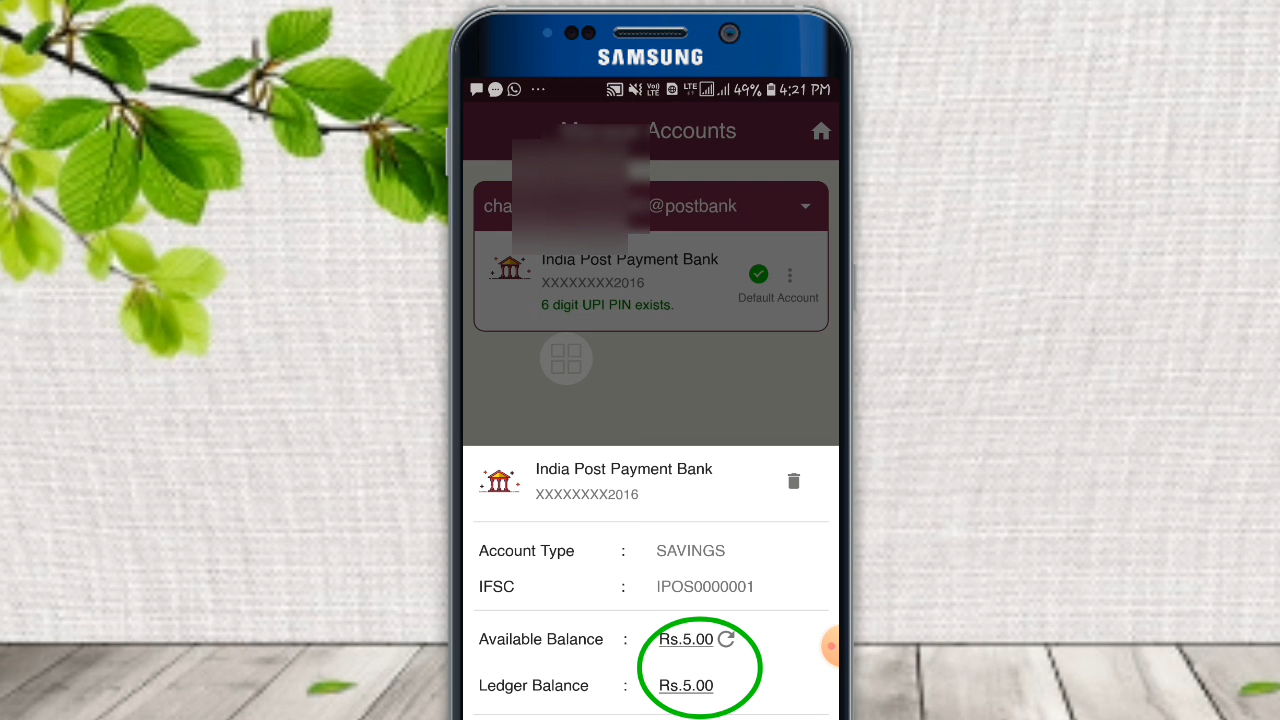 SAMSUNG
49% 4:21 PM
Accounts
cha @postbank
India Post Payment Bank
XXXXXXXX2016
6 digit UPI PIN exists.
Default Account
India Post Payment Bank
XXXXXXXX2016
Account Type : SAVINGS
IFSC : IPOS0000001
Available Balance : Rs.5.00
Ledger Balance : Rs.5.00